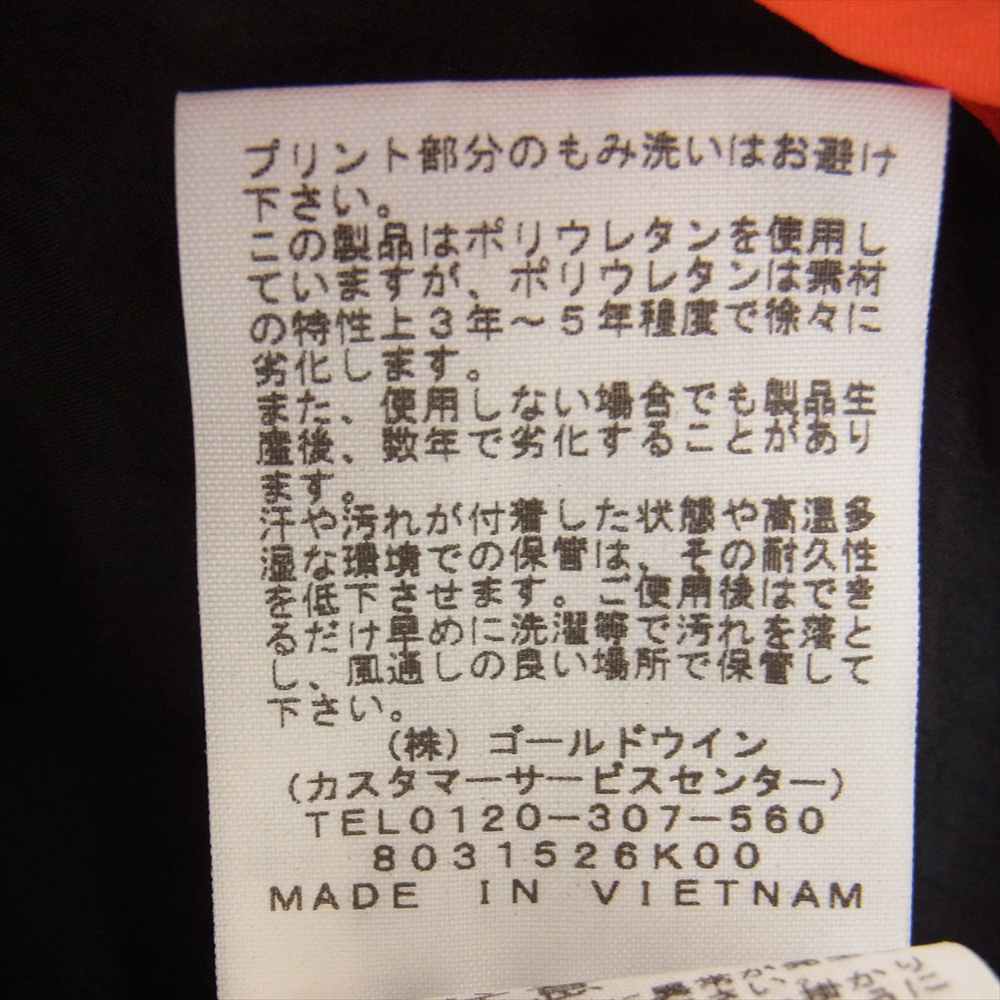 プリント部分のもみ洗いはお避け
下さい。
この製品はポリウレタンを使用し
ていますが、ポリウレタンは素材
の特性上3年～5年程度で徐々に
劣化します。
また、使用しない場合でも製品生
産後、数年で劣化することがあり
ます。
汗や汚れが付着した状態や高温多
湿な環境での保管は、その耐久性
を低下させます。ご使用後はでき
るだけ早めに洗濯等で汚れを落と
し、風通しの良い場所で保管して
下さい。
(株) ゴールドウイン
(カスタマーサービスセンター)
TEL0120-307-560
8031526K00
MADE IN VIETNAM